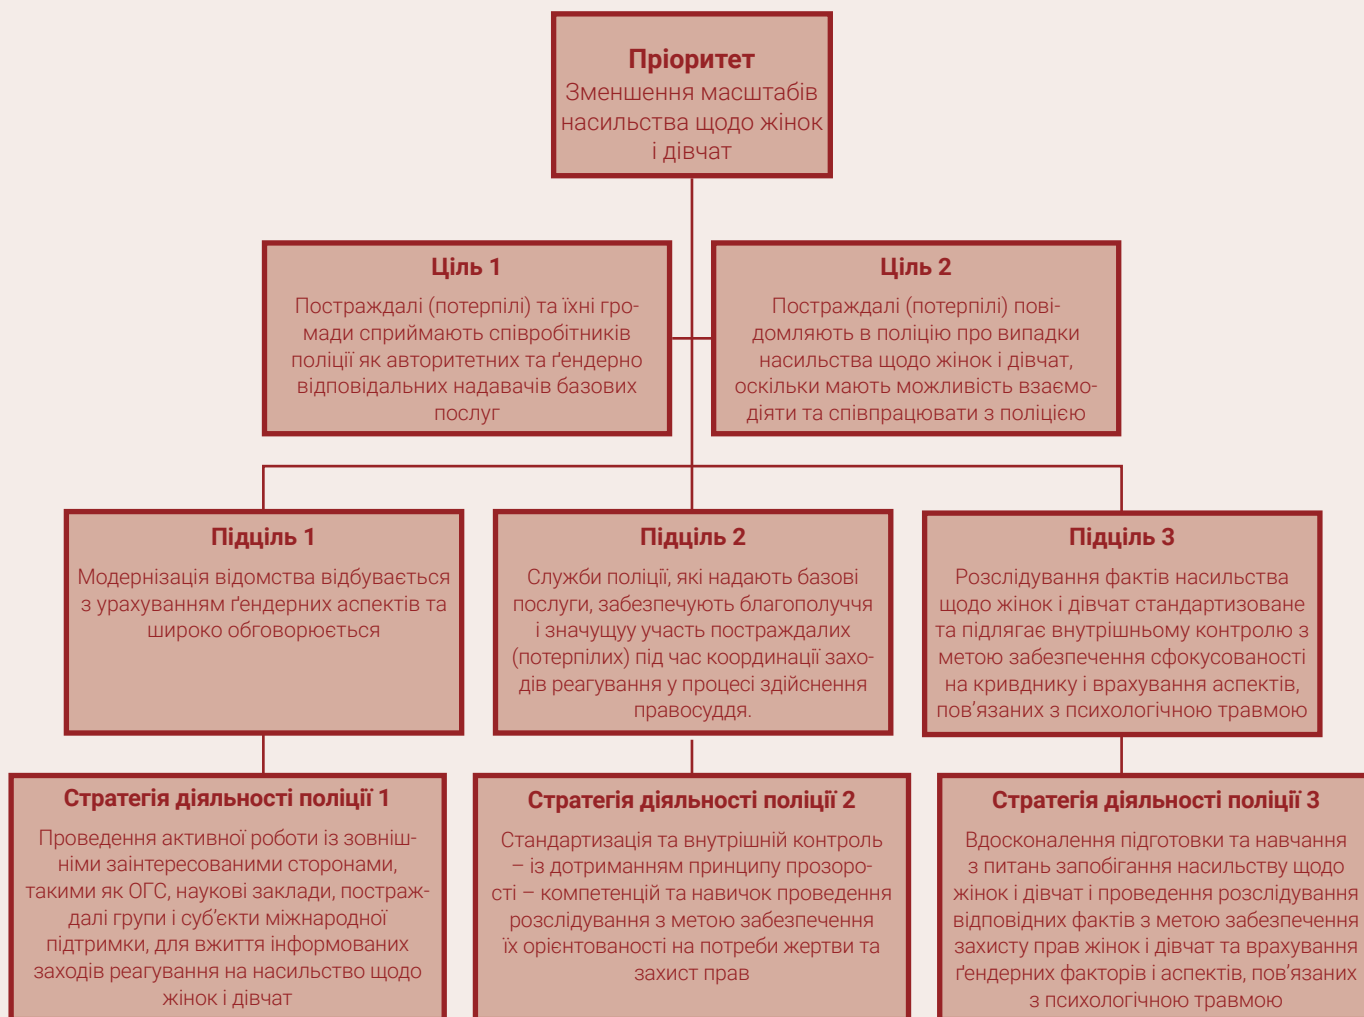 Пріоритет
Зменшення масштабів
насильства щодо жінок
і дівчат
Ціль 1
Постраждалі (потерпілі) та їхні гро-
мади сприймають співробітників
поліції як авторитетних та ґендерно
відповідальних надавачів базових
послуг
Ціль 2
Постраждалі (потерпілі) пові-
домляють в поліцію про випадки
насильства щодо жінок і дівчат,
оскільки мають можливість взаємо-
діяти та співпрацювати з поліцією
Підціль 1
Модернізація відомства відбувається
з урахуванням ґендерних аспектів та
широко обговорюється
Підціль 2
Служби поліції, які надають базові
послуги, забезпечують благополуччя
і значущуу участь постраждалих
(потерпілих) під час координації захо-
дів реагування у процесі здійснення
правосуддя.
Підціль 3
Розслідування фактів насильства
щодо жінок і дівчат стандартизоване
та підлягає внутрішньому контролю з
метою забезпечення сфокусованості
на кривднику і врахування аспектів,
пов’язаних з психологічною травмою
Стратегія діяльності поліції 1
Проведення активної роботи із зовніш-
німи заінтересованими сторонами,
такими як ОГС, наукові заклади, постраж-
далі групи і суб’єкти міжнародної
підтримки, для вжиття інформованих
заходів реагування на насильство щодо
жінок і дівчат
Стратегія діяльності поліції 2
Стандартизація та внутрішній контроль
– із дотриманням принципу прозоро-
сті – компетенцій та навичок проведення
розслідування з метою забезпечення
їх орієнтованості на потреби жертви та
захист прав
Стратегія діяльності поліції 3
Вдосконалення підготовки та навчання
з питань запобігання насильству щодо
жінок і дівчат і проведення розслідування
відповідних фактів з метою забезпечення
захисту прав жінок і дівчат та врахування
ґендерних факторів і аспектів, пов’язаних
з психологічною травмою